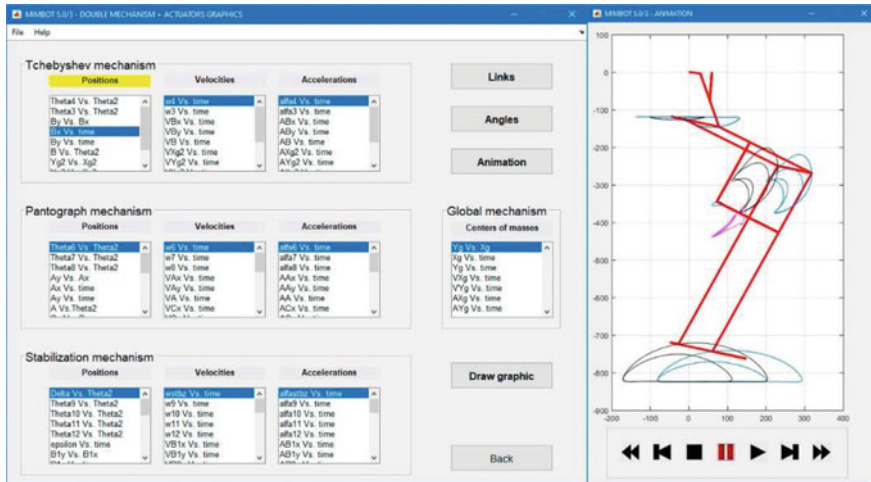 MIMBOT 5.0/3 - DOUBLE MECHANISM + ACTUATORS GRAPHICS
File Help
Tchebyshev mechanism
Positions
Theta4 Vs. Theta2
Theta3 Vs. Theta2
By Vs. Bx
Bx Vs. time
By Vs. time
B Vs. Theta2
Yg2 Vs. Xg2
Velocities
w4 Vs. time
w3 Vs. time
VBx Vs. time
VBy Vs. time
VB Vs. time
VXg2 Vs. time
VYg2 Vs. time
Accelerations
alfa4 Vs. time
alfa3 Vs. time
ABx Vs. time
ABy Vs. time
AB Vs. time
AXg2 Vs. time
AYg2 Vs. time
Links
Angles
Animation
Pantograph mechanism
Positions
Theta6 Vs. Theta2
Theta7 Vs. Theta2
Theta8 Vs. Theta2
Ay Vs. Ax
Ax Vs. time
Ay Vs. time
A Vs.Theta2
Velocities
w6 Vs. time
w7 Vs. time
w8 Vs. time
VAx Vs. time
VAy Vs. time
VA Vs. time
VCx Vs. time
Accelerations
alfa6 Vs. time
alfa7 Vs. time
alfa8 Vs. time
AAx Vs. time
AAy Vs. time
AA Vs. time
ACx Vs. time
Global mechanism
Centers of masses
Yg Vs. Xg
Xg Vs. time
Yg Vs. time
VXg Vs. time
VYg Vs. time
AXg Vs. time
AYg Vs. time
Stabilization mechanism
Positions
Delta Vs. Theta2
Theta9 Vs. Theta2
Theta10 Vs. Theta2
Theta11 Vs. Theta2
Theta12 Vs. Theta2
epsilon Vs. time
B1y Vs. B1x
Velocities
wstbz Vs. time
w9 Vs. time
w10 Vs. time
w11 Vs. time
w12 Vs. time
VB1x Vs. time
VB1y Vs. time
Accelerations
alfastbz Vs. time
alfa9 Vs. time
alfa10 Vs. time
alfa11 Vs. time
alfa12 Vs. time
AB1x Vs. time
AB1y Vs. time
Draw graphic
Back
MIMBOT 5.0/3 - ANIMATION
100
0
-100
-200
-300
-400
-500
-600
-700
-800
-900
-200 -100 0 100 200 300 400